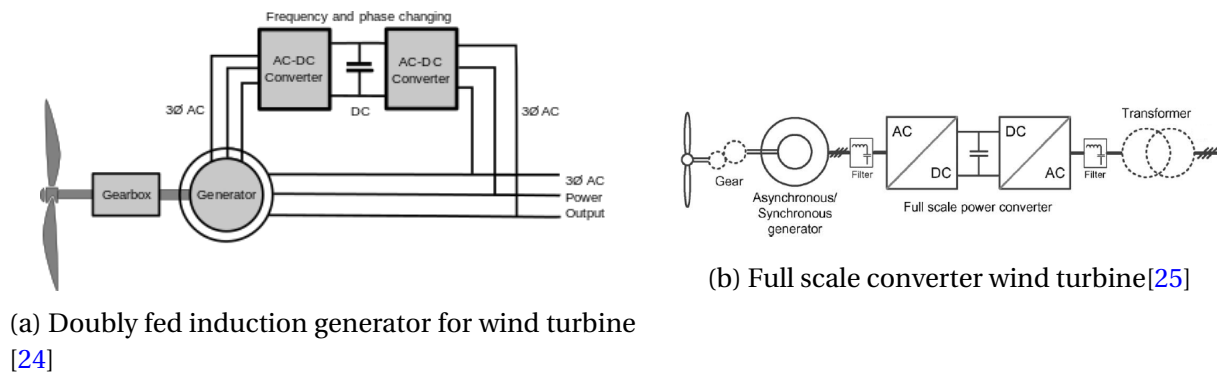 Frequency and phase changing
AC-DC
Converter
AC-DC
Converter
3Ø AC
DC
3Ø AC
Gearbox
Generator
3Ø AC
Power
Output
(a) Doubly fed induction generator for wind turbine
[24]
Gear
Asynchronous/
Synchronous
generator
Filter
AC
DC
DC
AC
Full scale power converter
Filter
Transformer
(b) Full scale converter wind turbine[25]